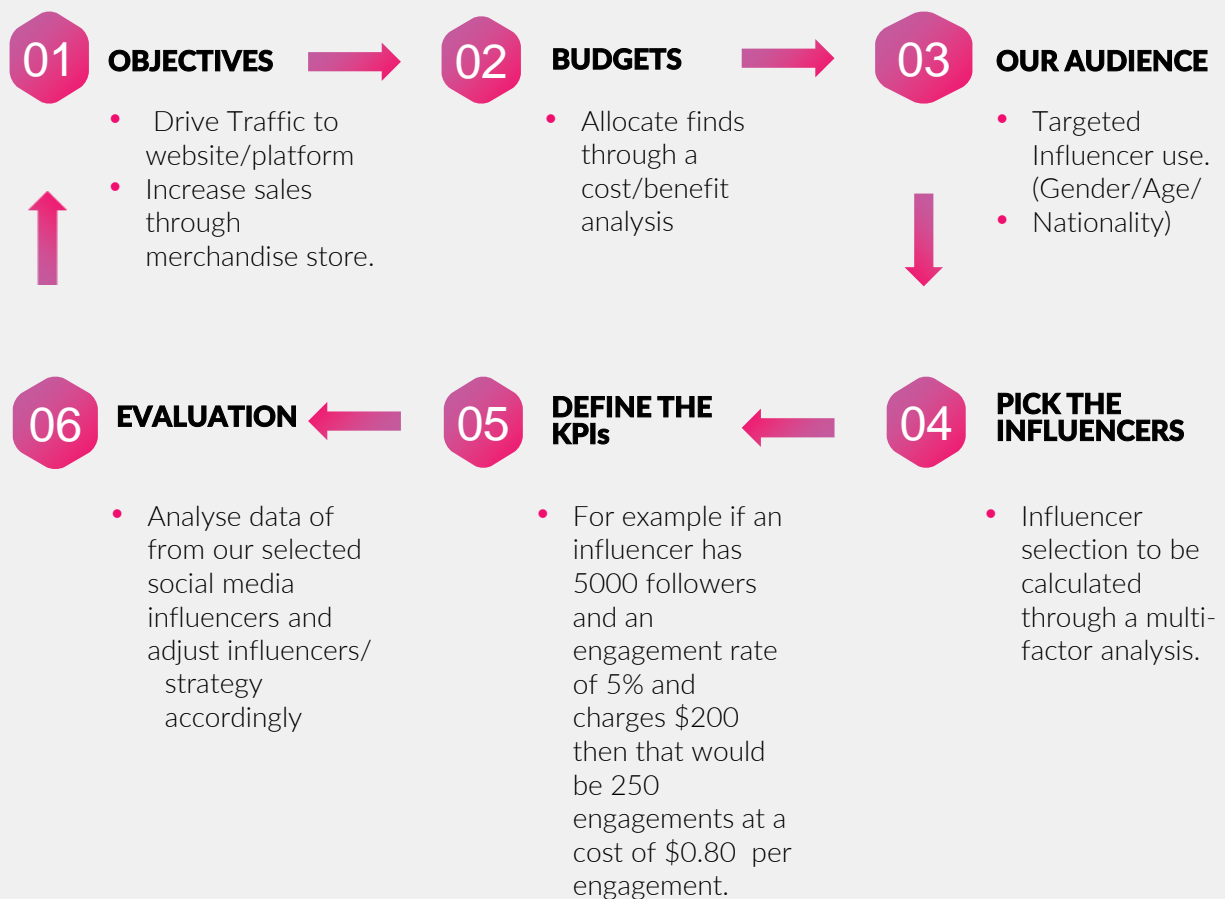 01
OBJECTIVES
• Drive Traffic to
website/platform
• Increase sales
through
merchandise store.
02
BUDGETS
• Allocate finds
through a
cost/benefit
analysis
03
OUR AUDIENCE
• Targeted
Influencer use.
(Gender/Age/
• Nationality)
04
PICK THE
INFLUENCERS
• Influencer
selection to be
calculated
through a multi-
factor analysis.
05
DEFINE THE
KPIs
• For example if an
influencer has
5000 followers
and an
engagement rate
of 5% and
charges $200
then that would
be 250
engagements at a
cost of $0.80 per
engagement.
06
EVALUATION
• Analyse data of
from our selected
social media
influencers and
adjust influencers/
strategy
accordingly